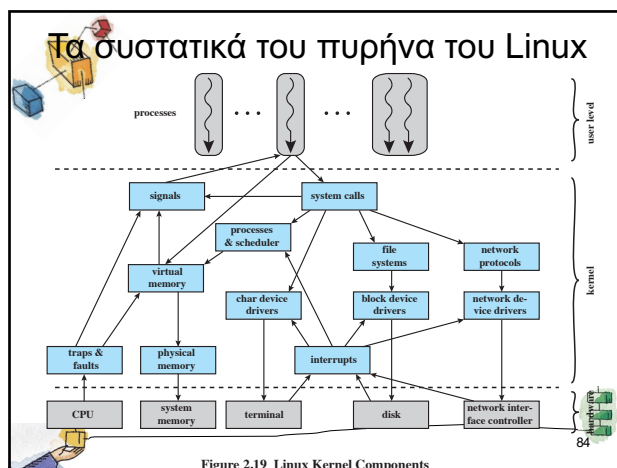 Τα συστατικά του πυρήνα του Linux
processes
• • •
• • •
user level
signals
system calls
processes
& scheduler
file
systems
network
protocols
virtual
memory
char device
drivers
block device
drivers
network de-
vice drivers
kernel
traps &
faults
physical
memory
interrupts
CPU
system
memory
terminal
disk
network inter-
face controller
hardware
84
Figure 2.19 Linux Kernel Components